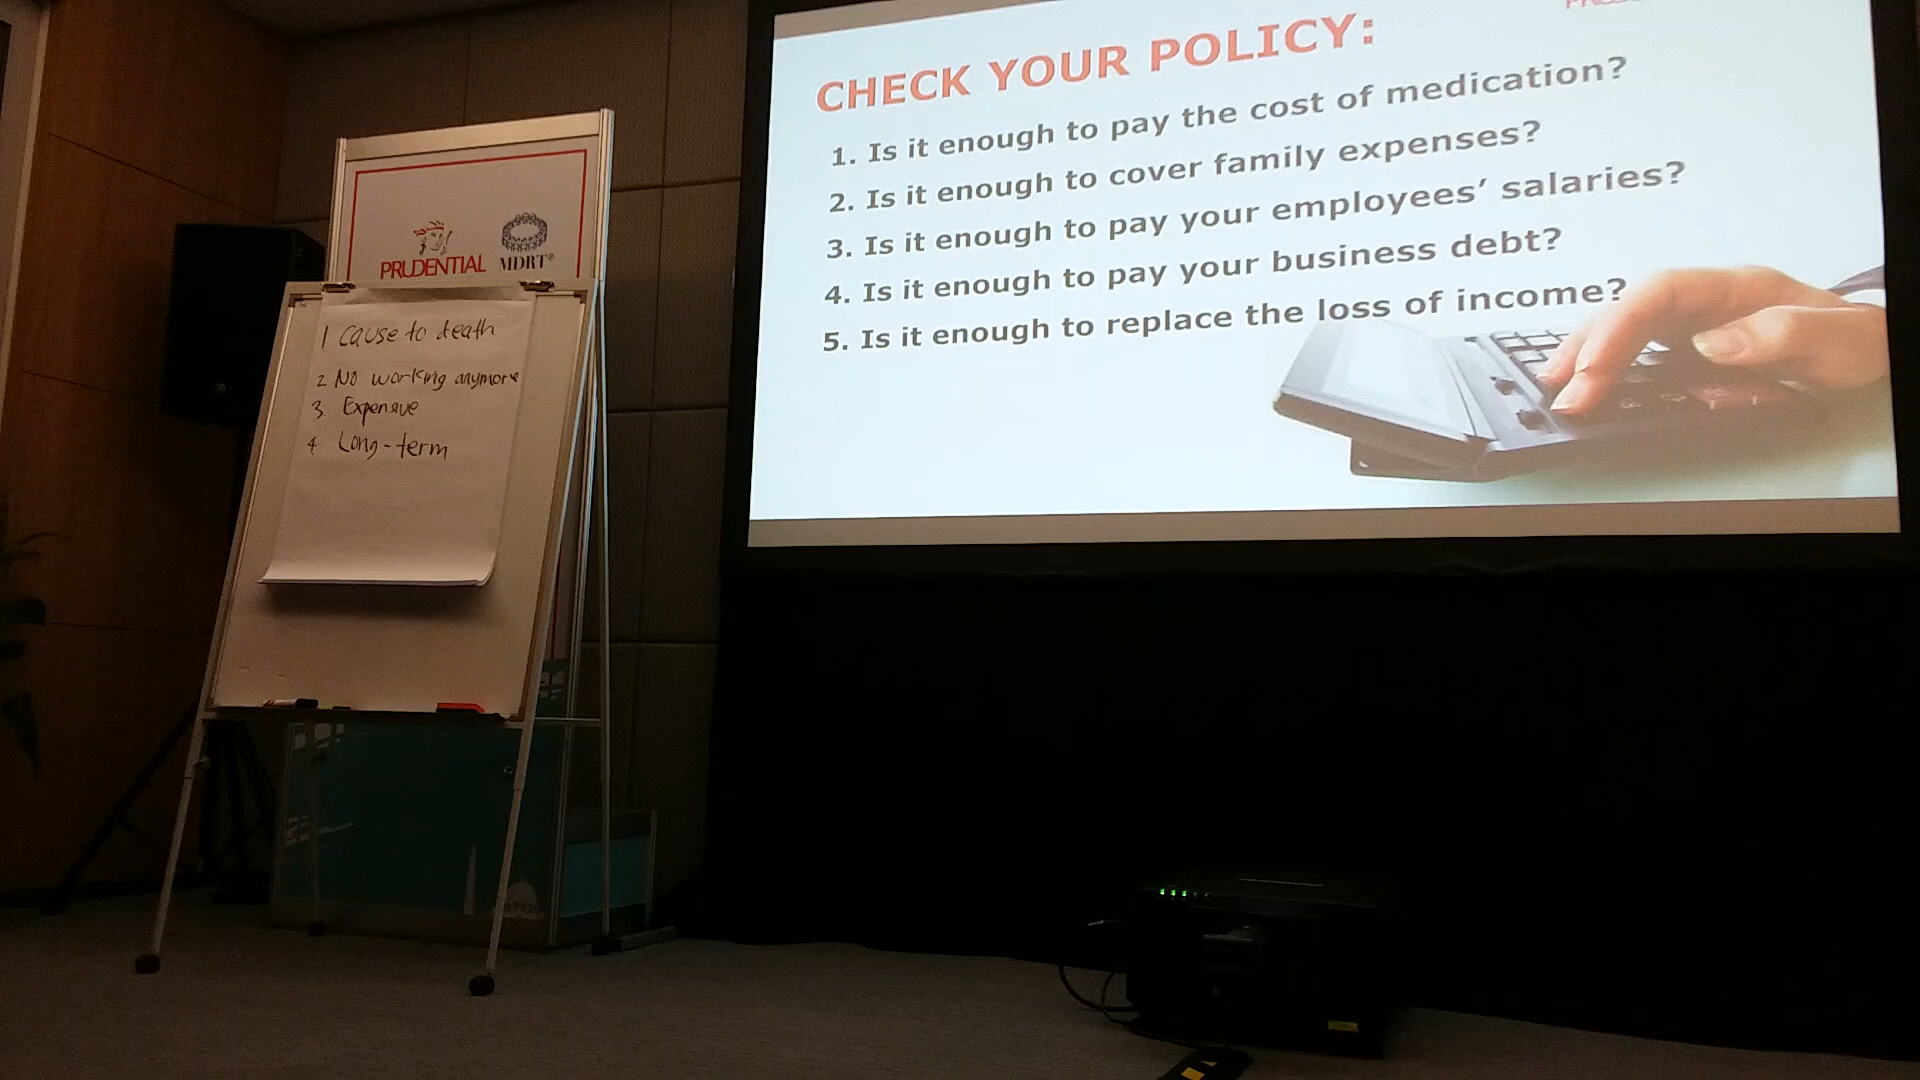 PRUDENTIAL MDRT®
1 Cause to death
2 No working anymore
3. Expensive
4 Long-term
CHECK YOUR POLICY:
1. Is it enough to pay the cost of medication?
2. Is it enough to cover family expenses?
3. Is it enough to pay your employees’ salaries?
4. Is it enough to pay your business debt?
5. Is it enough to replace the loss of income?